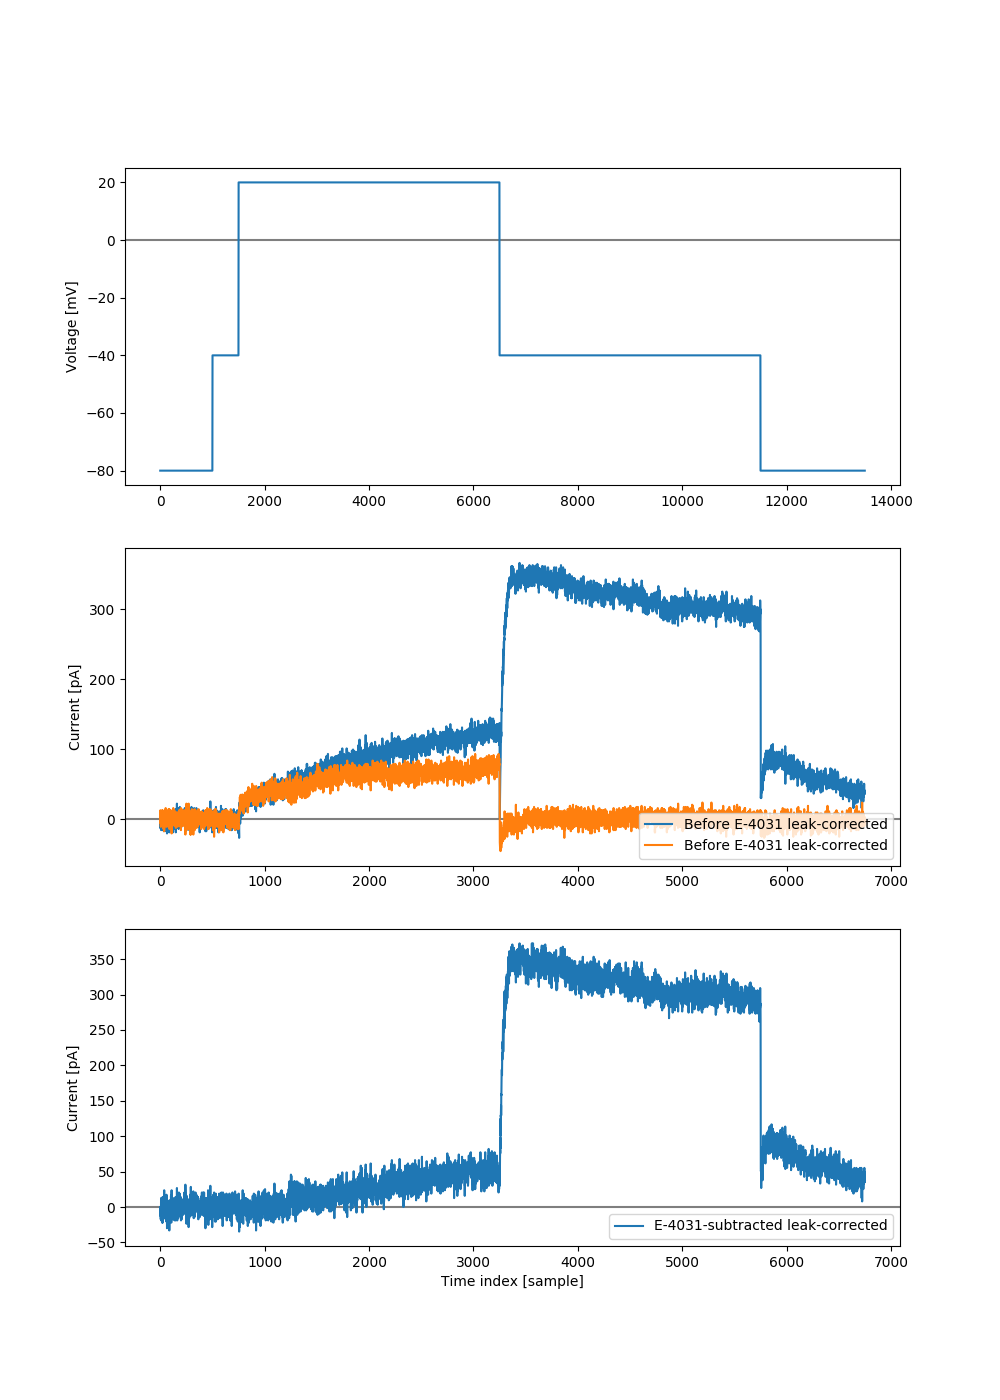 20
0
−20
−40
−60
−80
Voltage [mV]
0 2000 4000 6000 8000 10000 12000 14000
300
200
100
0
Current [pA]
Before E-4031 leak-corrected
Before E-4031 leak-corrected
0 1000 2000 3000 4000 5000 6000 7000
350
300
250
200
150
100
50
0
−50
Current [pA]
E-4031-subtracted leak-corrected
0 1000 2000 3000 4000 5000 6000 7000
Time index [sample]